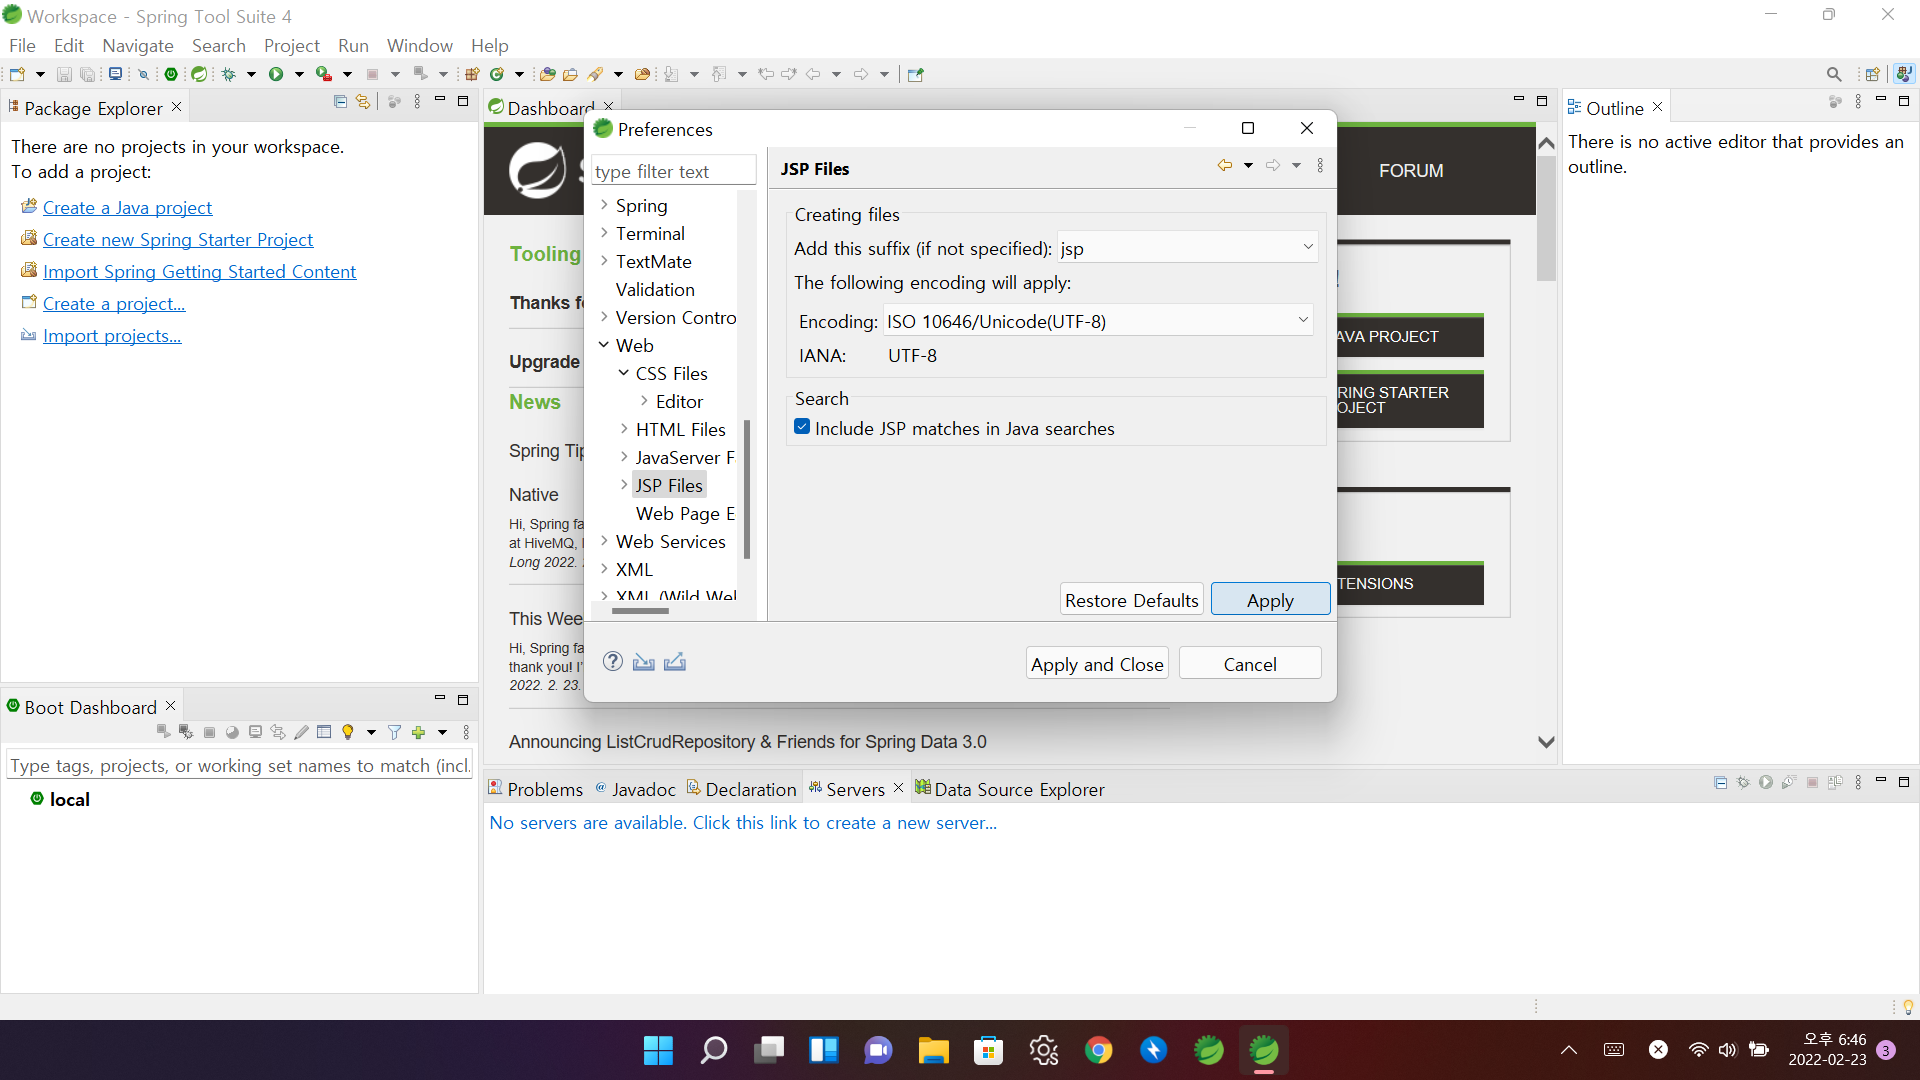 Workspace - Spring Tool Suite 4
File Edit Navigate Search Project Run Window Help
Package Explorer
There are no projects in your workspace.
To add a project:
Create a Java project
Create new Spring Starter Project
Import Spring Getting Started Content
Create a project...
Import projects...
Boot Dashboard
Type tags, projects, or working set names to match (incl.
local
Dashboard
FORUM
Tooling
Thanks fo
Upgrade
News
Spring Tip
Native
Hi, Spring fa
at HiveMQ,
Long 2022.
This Wee
Hi, Spring fa
thank you! I'
2022. 2. 23.
Announcing ListCrudRepository & Friends for Spring Data 3.0
!
AVA PROJECT
RING STARTER
OJECT
TENSIONS
Preferences
type filter text
Spring
Terminal
TextMate
Validation
Version Contro
Web
CSS Files
Editor
HTML Files
JavaServer F
JSP Files
Web Page E
Web Services
XML
XML (Wild Wel
JSP Files
Creating files
Add this suffix (if not specified): jsp
The following encoding will apply:
Encoding: ISO 10646/Unicode(UTF-8)
IANA: UTF-8
Search
Include JSP matches in Java searches
Restore Defaults Apply
Apply and Close Cancel
Outline
There is no active editor that provides an
outline.
Problems @ Javadoc Declaration Servers Data Source Explorer
No servers are available. Click this link to create a new server...
오후 6:46
2022-02-23
3